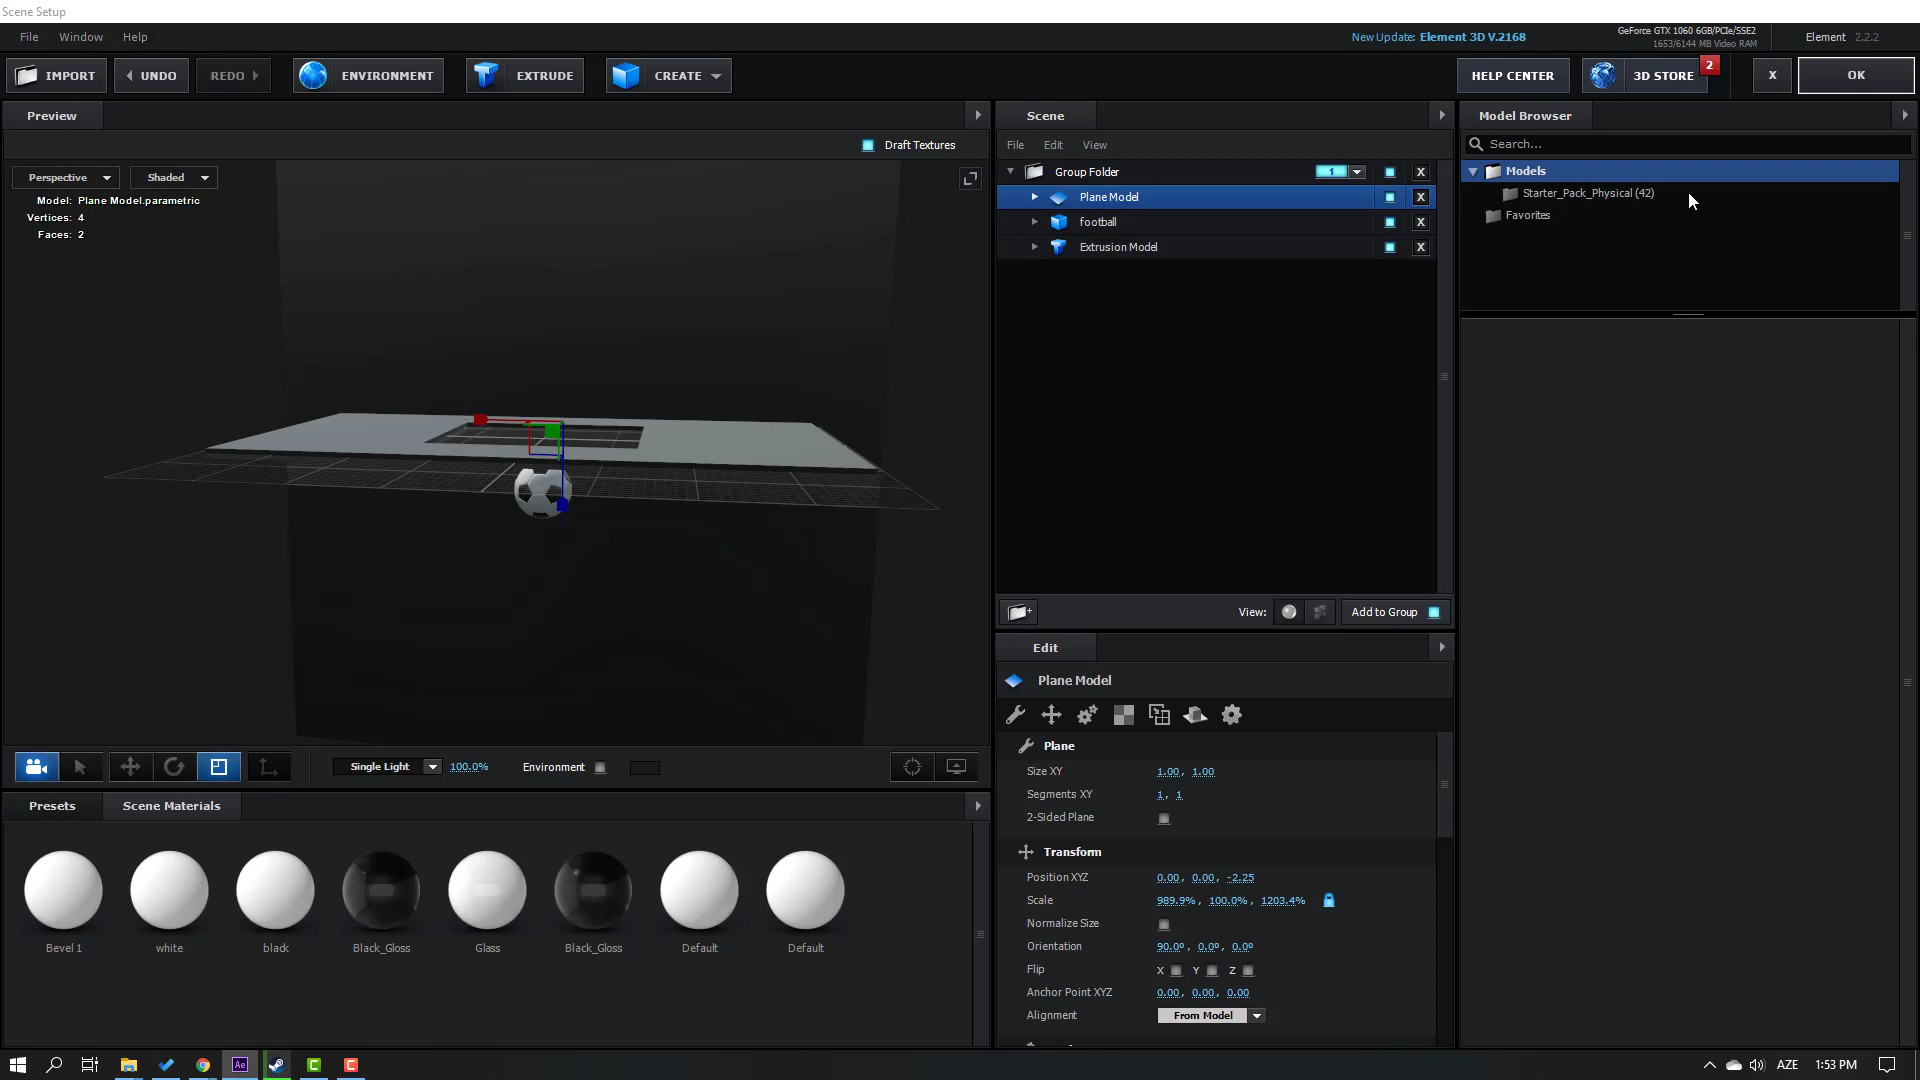 Scene Setup
File Window Help
New Update: Element 3D V.2168
GeForce GTX 1060 6GB/PCIe/SSE2
1653/6144 MB Video RAM
Element 2.2.2
IMPORT UNDO REDO ENVIRONMENT EXTRUDE CREATE HELP CENTER 3D STORE 2 X OK
Preview
Draft Textures
Perspective Shaded
Model: Plane Model.parametric
Vertices: 4
Faces: 2
Single Light 100.0% Environment
Presets Scene Materials
Bevel 1 white black Black_Gloss Glass Black_Gloss Default Default
Scene
File Edit View
Group Folder 1 X
Plane Model X
football X
Extrusion Model X
View: Add to Group
Edit
Plane Model
Plane
Size XY 1.00, 1.00
Segments XY 1, 1
2-Sided Plane
Transform
Position XYZ 0.00, 0.00, -2.25
Scale 989.9%, 100.0%, 1203.4%
Normalize Size
Orientation 90.0º, 0.0º, 0.0º
Flip X Y Z
Anchor Point XYZ 0.00, 0.00, 0.00
Alignment From Model
Model Browser
Search...
Models
Starter_Pack_Physical (42)
Favorites
Ae C C AZE 1:53 PM